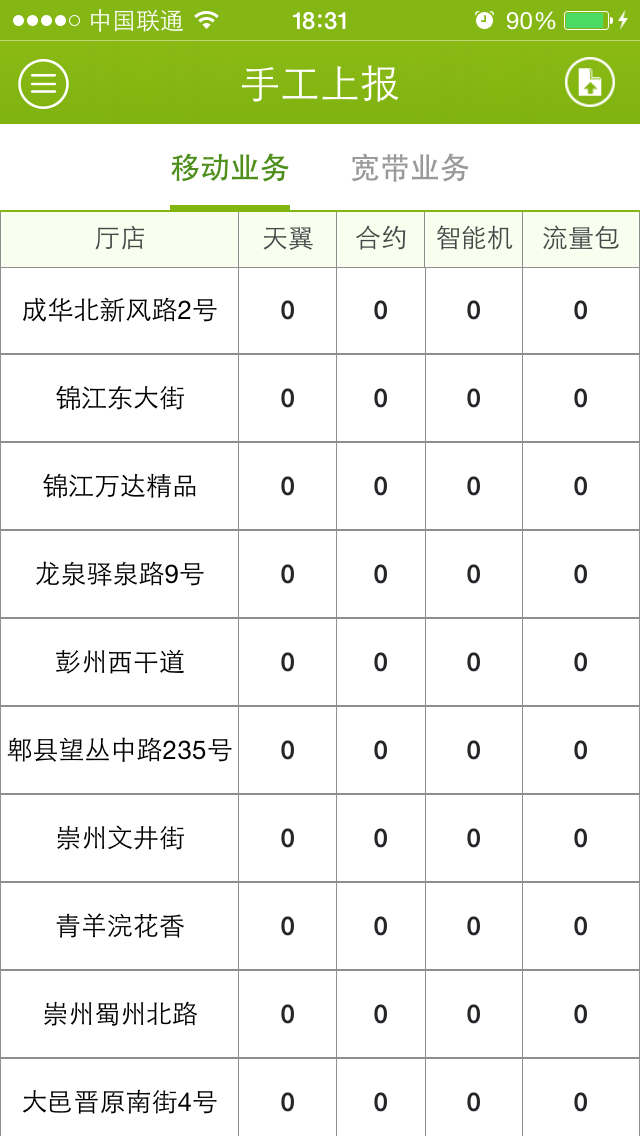 中国联通 18:31 90%
手工上报
移动业务 宽带业务
厅店 天翼 合约 智能机 流量包
成华北新风路2号 0 0 0 0
锦江东大街 0 0 0 0
锦江万达精品 0 0 0 0
龙泉驿泉路9号 0 0 0 0
彭州西干道 0 0 0 0
郫县望丛中路235号 0 0 0 0
崇州文井街 0 0 0 0
青羊浣花香 0 0 0 0
崇州蜀州北路 0 0 0 0
大邑晋原南街4号 0 0 0 0